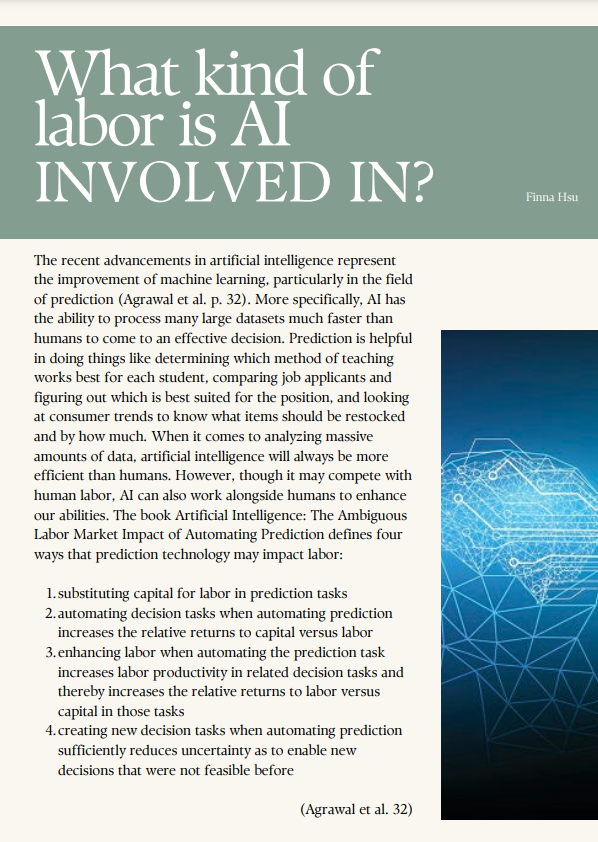 What kind of
labor is AI
INVOLVED IN?
Finna Hsu
The recent advancements in artificial intelligence represent
the improvement of machine learning, particularly in the field
of prediction (Agrawal et al. p. 32). More specifically, AI has
the ability to process many large datasets much faster than
humans to come to an effective decision. Prediction is helpful
in doing things like determining which method of teaching
works best for each student, comparing job applicants and
figuring out which is best suited for the position, and looking
at consumer trends to know what items should be restocked
and by how much. When it comes to analyzing massive
amounts of data, artificial intelligence will always be more
efficient than humans. However, though it may compete with
human labor, AI can also work alongside humans to enhance
our abilities. The book Artificial Intelligence: The Ambiguous
Labor Market Impact of Automating Prediction defines four
ways that prediction technology may impact labor:
1. substituting capital for labor in prediction tasks
2. automating decision tasks when automating prediction
increases the relative returns to capital versus labor
3. enhancing labor when automating the prediction task
increases labor productivity in related decision tasks and
thereby increases the relative returns to labor versus
capital in those tasks
4. creating new decision tasks when automating prediction
sufficiently reduces uncertainty as to enable new
decisions that were not feasible before
(Agrawal et al. 32)